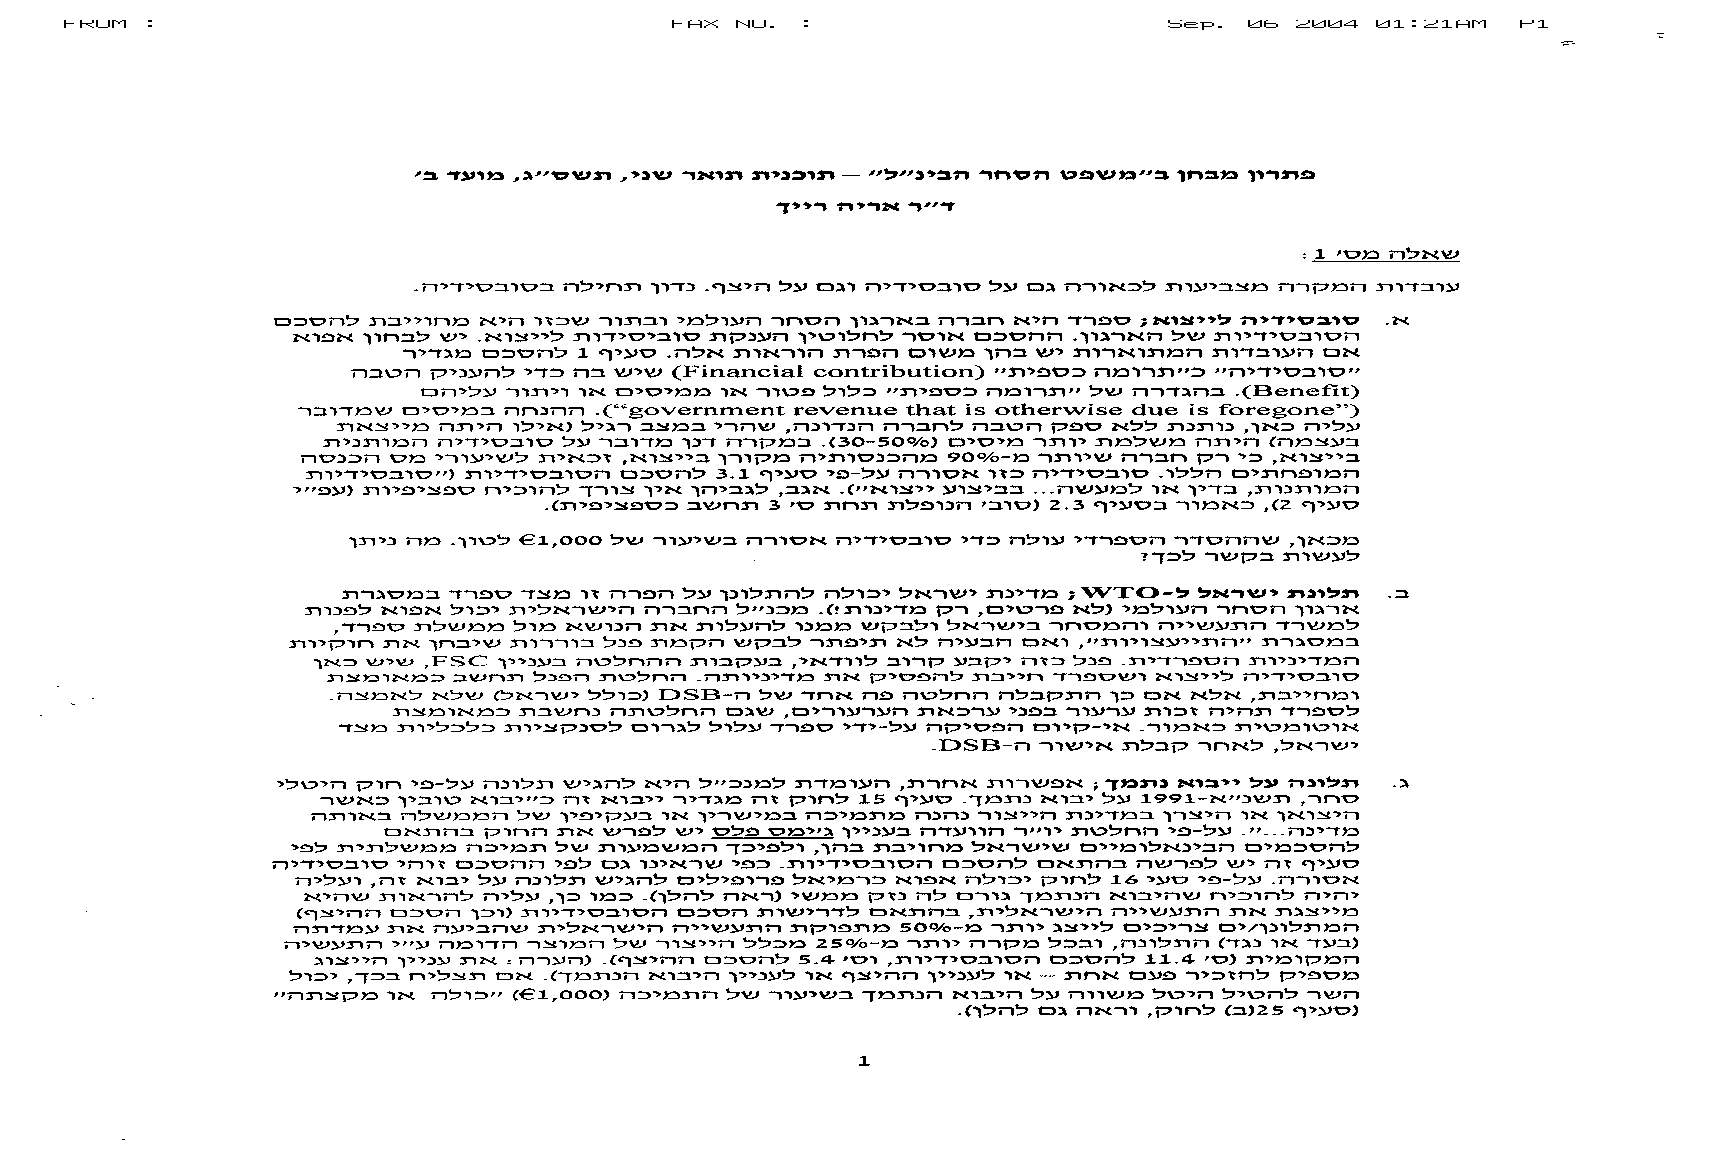 FROM : FAX NO. : Sep. 06 2004 01:21AM P1
פתרון מבחן ב״משפט הסחר הבינ״ל״ – תוכנית תואר שני, תשס״ג, מועד ב׳
ד״ר אריה רייך
שאלה מס׳ 1:
עובדות המקרה מצביעות לכאורה גם על סובסידיה וגם על היצף. נדון תחילה בסובסידיה.
א. סובסידיה לייצוא; ספרד היא חברה בארגון הסחר העולמי ובתור שכזו היא מחוייבת להסכם
הסובסידיות של הארגון. ההסכם אוסר לחלוטין הענקת סוביסידות לייצוא. יש לבחון אפוא
אם העובדות המתוארות יש בהן משום הפרת הוראות אלה. סעיף 1 להסכם מגדיר
״סובסידיה״ כ״תרומה כספית״ (Financial contribution) שיש בה כדי להעניק הטבה
(Benefit). בהגדרה של ״תרומה כספית״ כלול פטור או ממיסים או ויתור עליהם
(“government revenue that is otherwise due is foregone”). ההנחה במיסים שמדובר
עליה כאן, נותנת ללא ספק הטבה לחברה הנדונה, שהרי במצב רגיל (אילו היתה מייצאת
בעצמה) היתה משלמת יותר מיסים (30-50%). במקרה דנן מדובר על סובסידיה המותנית
בייצוא, כי רק חברה שיותר מ-90% מהכנסותיה מקורן בייצוא, זכאית לשיעורי מס הכנסה
המופחתים הללו. סובסידיה כזו אסורה על-פי סעיף 3.1 להסכם הסובסידיות (״סובסידיות
המותנות, בדין או למעשה... בביצוע ייצוא״). אגב, לגביהן אין צורך להוכיח ספציפיות (עפ״י
סעיף 2), כאמור בסעיף 2.3 (סוב׳ הנופלת תחת ס׳ 3 תחשב כספציפית).
מכאן, שההסדר הספרדי עולה כדי סובסידיה אסורה בשיעור של €1,000 לטון. מה ניתן
לעשות בקשר לכך?
ב. תלונת ישראל ל-WTO; מדינת ישראל יכולה להתלונן על הפרה זו מצד ספרד במסגרת
ארגון הסחר העולמי (לא פרטים, רק מדינות!). מכנ״ל החברה הישראלית יכול אפוא לפנות
למשרד התעשייה והמסחר בישראל ולבקש ממנו להעלות את הנושא מול ממשלת ספרד,
במסגרת ״התייעצויות״, ואם הבעיה לא תיפתר לבקש הקמת פנל בוררות שיבחן את חוקיות
המדיניות הספרדית. פנל כזה יקבע קרוב לוודאי, בעקבות ההחלטה בעניין FSC, שיש כאן
סובסידיה לייצוא ושספרד חייבת להפסיק את מדיניותה. החלטת הפנל תחשב כמאומצת
ומחייבת, אלא אם כן התקבלה החלטה פה אחד של ה-DSB (כולל ישראל) שלא לאמצה.
לספרד תהיה זכות ערעור בפני ערכאת הערעורים, שגם החלטתה נחשבת כמאומצת
אוטומטית כאמור. אי-קיום הפסיקה על-ידי ספרד עלול לגרום לסנקציות כלכליות מצד
ישראל, לאחר קבלת אישור ה-DSB.
ג. תלונה על ייבוא נתמך; אפשרות אחרת, העומדת למנכ״ל היא להגיש תלונה על-פי חוק היטלי
סחר, תשנ״א-1991 על יבוא נתמך. סעיף 15 לחוק זה מגדיר ייבוא זה כ״ייבוא טובין כאשר
היצואן או היצרן במדינת הייצור נהנה מתמיכה במישרין או בעקיפין של הממשלה באותה
מדינה...״. על-פי החלטת יו״ר הוועדה בעניין ג׳יימס פלס יש לפרש את החוק בהתאם
להסכמים הבינאלומיים שישראל מחויבת בהן, ולפיכך המשמעות של תמיכה ממשלתית לפי
סעיף זה יש לפרשה בהתאם להסכם הסובסידיות. כפי שראינו גם לפי ההסכם זוהי סובסידיה
אסורה. על-פי סעי 16 לחוק יכולה אפוא כרמיאל פרופילים להגיש תלונה על יבוא זה, ועליה
יהיה להוכיח שהיבוא הנתמך גורם לה נזק ממשי (ראה להלן). כמו כן, עליה להראות שהיא
מייצגת את התעשייה הישראלית, בהתאם לדרישות הסכם הסובסידיות (וכן הסכם ההיצף)
המתלונן/ים צריכים לייצג יותר מ-50% מתפוקת התעשייה הישראלית שהביעה את עמדתה
(בעד או נגד) התלונה, ובכל מקרה יותר מ-25% מכלל הייצור של המוצר הדומה ע״י התעשיה
המקומית (ס׳ 11.4 להסכם הסובסידיות, וס׳ 5.4 להסכם ההיצף). (הערה: את עניין הייצוג
מספיק להזכיר פעם אחת – או לעניין ההיצף או לעניין היבוא הנתמך). אם תצליח בכך, יכול
השר להטיל היטל משווה על היבוא הנתמך בשיעור של התמיכה (€1,000) ״כולה או מקצתה״
(סעיף 25(ב) לחוק, וראה גם להלן).
1